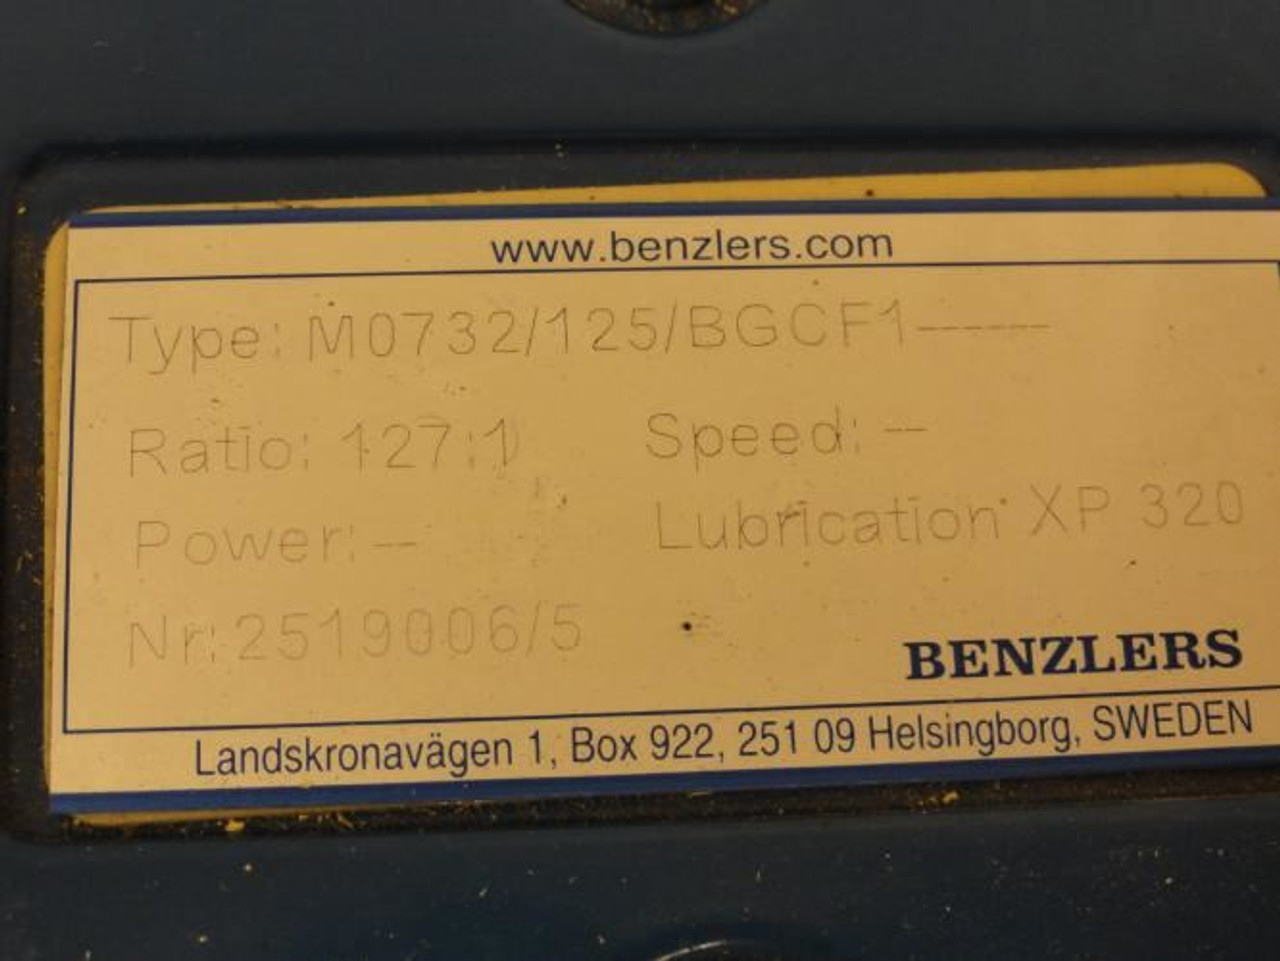 www.benzlers.com
Type: M0732/125/BGCF1------
Ratio: 127:1 Speed: --
Power: -- Lubrication: XP 320
Nr: 2519006/5
BENZLERS
Landskronavägen 1, Box 922, 251 09 Helsingborg, SWEDEN